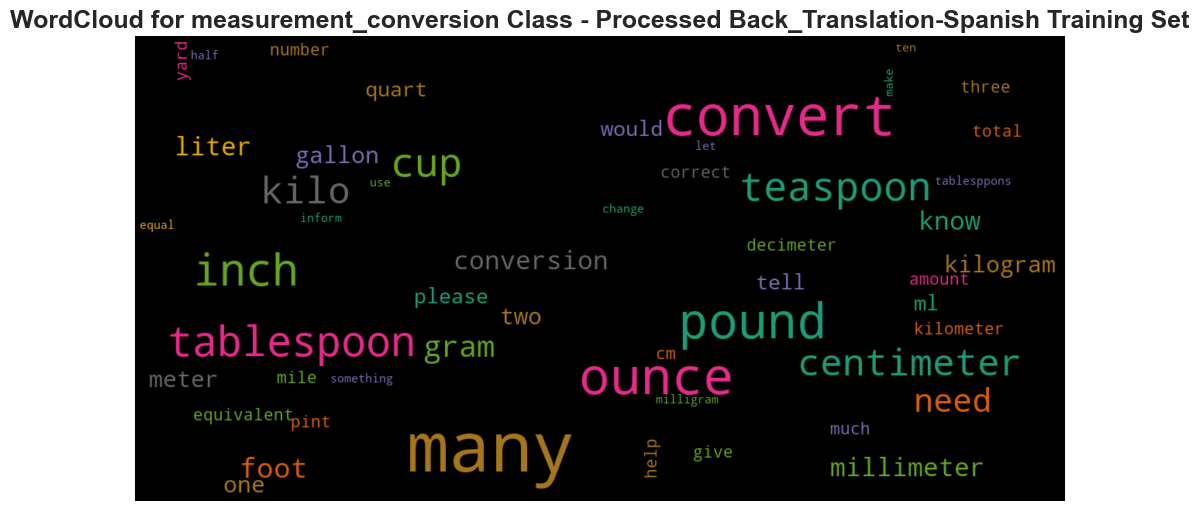 WordCloud for measurement_conversion Class - Processed Back_Translation-Spanish Training Set
yard
half
number
ten
make
three
quart
convert
would
total
liter
let
gallon
cup
correct
kilo
use
teaspoon
tablesppons
inform
change
know
equal
decimeter
inch
conversion
kilogram
tell
amount
please
two
pound
ml
tablespoon
gram
kilometer
cm
centimeter
meter
mile
something
ounce
milligram
need
equivalent
pint
many
much
help
give
foot
millimeter
one